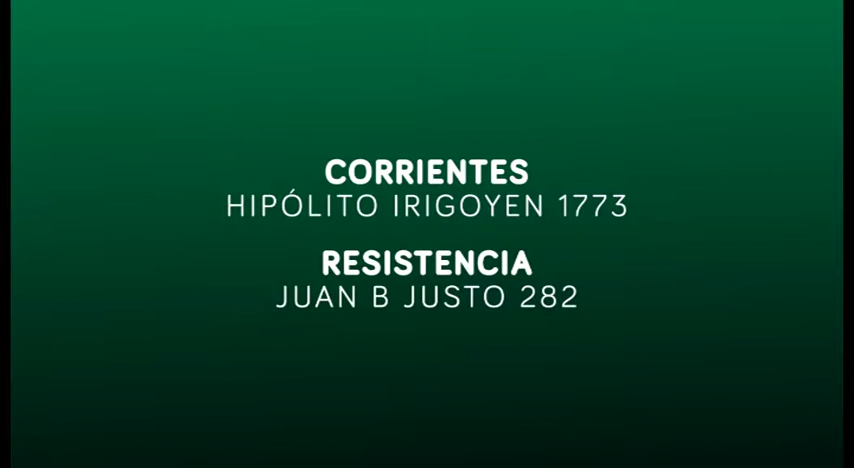 CORRIENTES
HIPÓLITO IRIGOYEN 1773
RESISTENCIA
JUAN B JUSTO 282